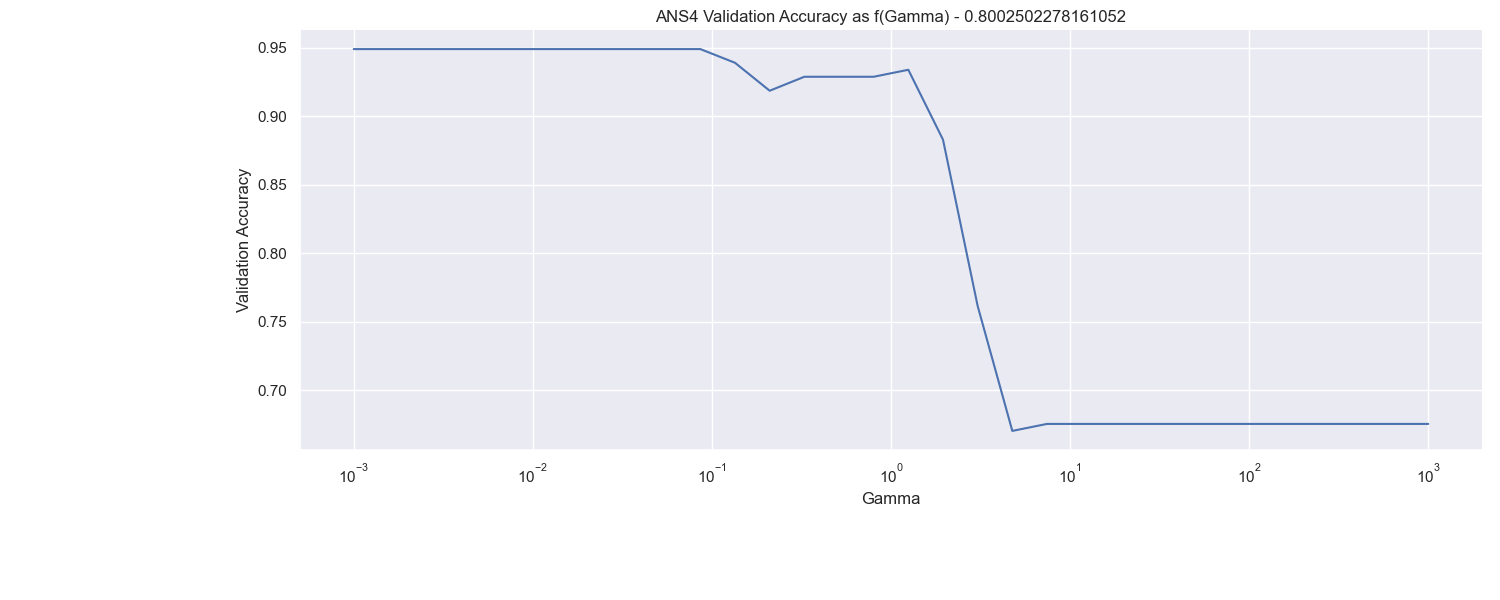 ANS4 Validation Accuracy as f(Gamma) - 0.8002502278161052
0.95
0.90
0.85
0.80
0.75
0.70
Validation Accuracy
10⁻³ 10⁻² 10⁻¹ 10⁰ 10¹ 10² 10³
Gamma